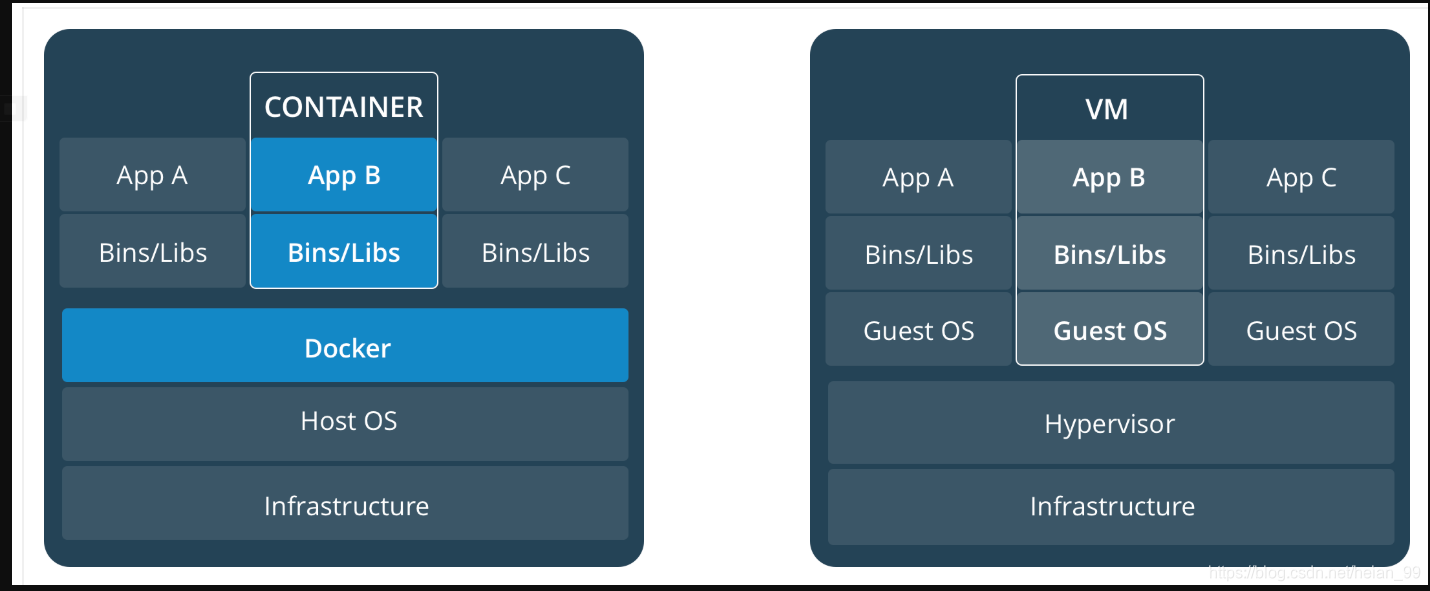 CONTAINER
App A App B App C
Bins/Libs Bins/Libs Bins/Libs
Docker
Host OS
Infrastructure
VM
App A App B App C
Bins/Libs Bins/Libs Bins/Libs
Guest OS Guest OS Guest OS
Hypervisor
Infrastructure
https://blog.csdn.net/heian_99